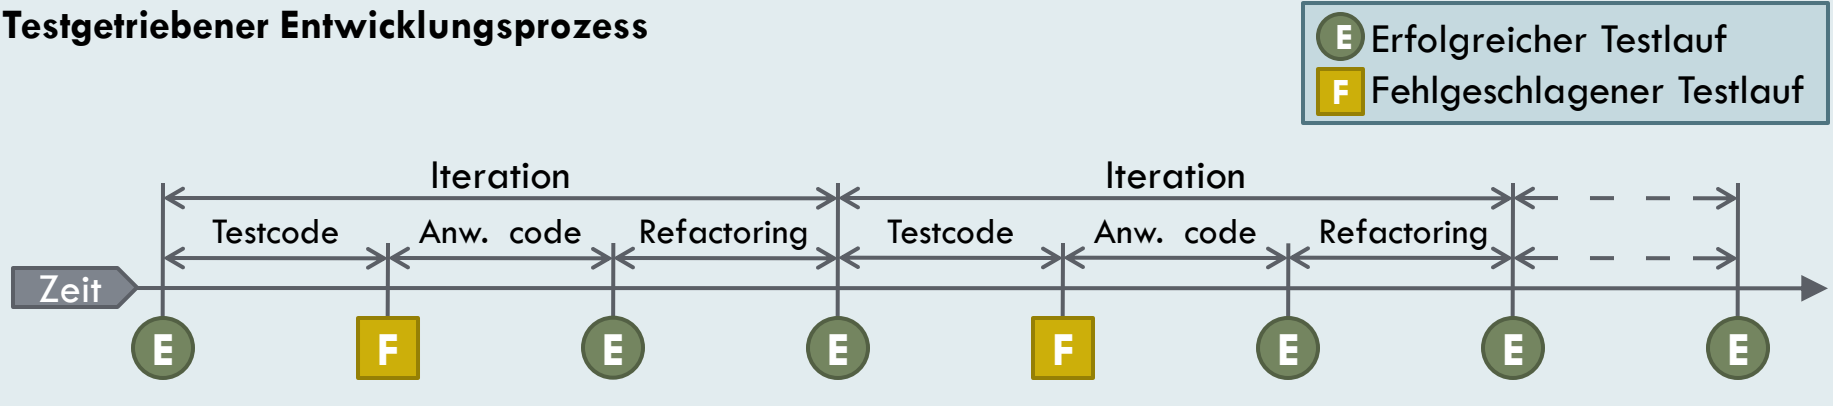 Testgetriebener Entwicklungsprozess
E Erfolgreicher Testlauf
F Fehlgeschlagener Testlauf
Iteration Iteration
Testcode Anw. code Refactoring Testcode Anw. code Refactoring
Zeit
E F E E F E E E